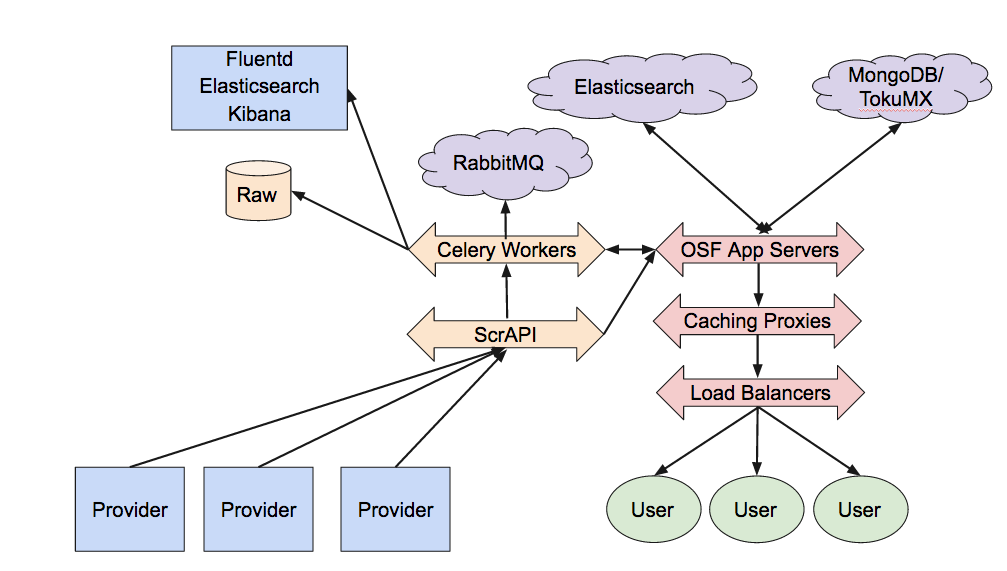 Fluentd
Elasticsearch
Kibana
Elasticsearch
MongoDB/
TokuMX
RabbitMQ
Raw
Celery Workers
OSF App Servers
ScrAPI
Caching Proxies
Load Balancers
Provider
Provider
Provider
User
User
User